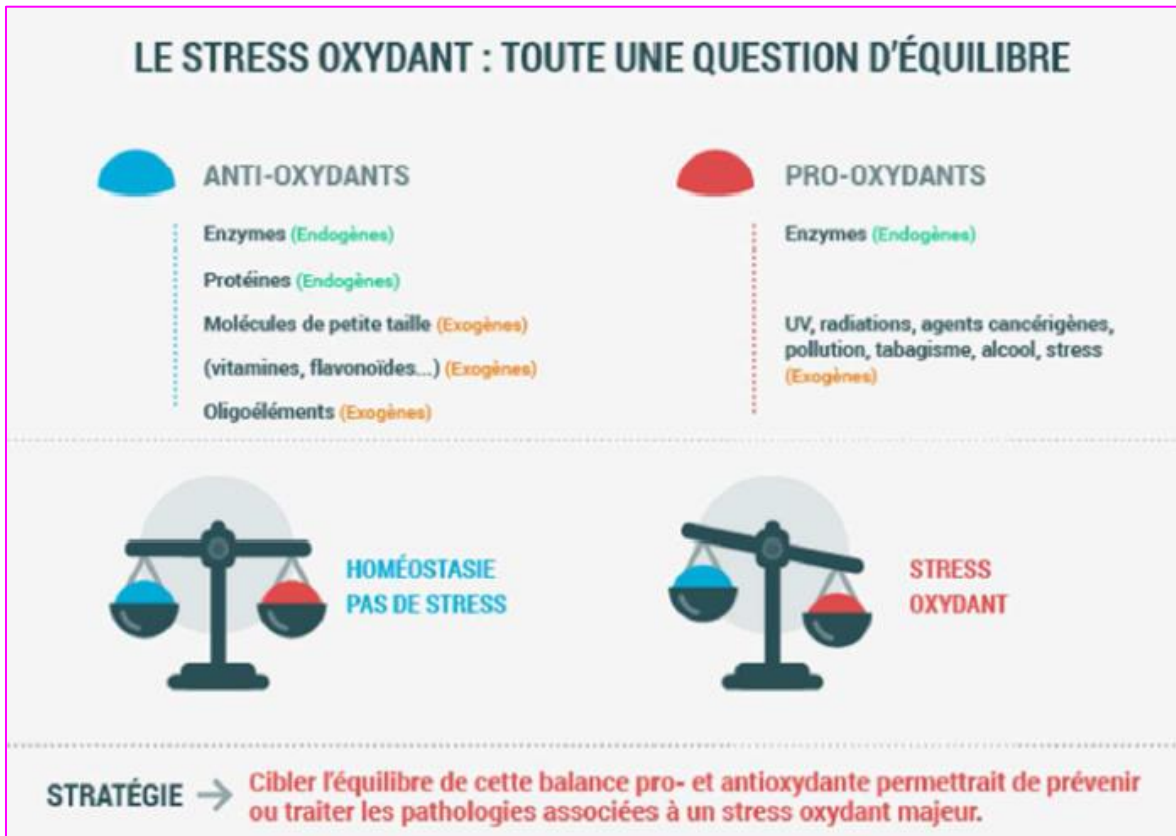 LE STRESS OXYDANT : TOUTE UNE QUESTION D'ÉQUILIBRE
ANTI-OXYDANTS
Enzymes (Endogènes)
Protéines (Endogènes)
Molécules de petite taille (Exogènes)
(vitamines, flavonoïdes...) (Exogènes)
Oligoéléments (Exogènes)
PRO-OXYDANTS
Enzymes (Endogènes)
UV, radiations, agents cancérigènes,
pollution, tabagisme, alcool, stress
(Exogènes)
HOMÉOSTASIE
PAS DE STRESS
STRESS
OXYDANT
STRATÉGIE → Cibler l'équilibre de cette balance pro- et antioxydante permettrait de prévenir
ou traiter les pathologies associées à un stress oxydant majeur.